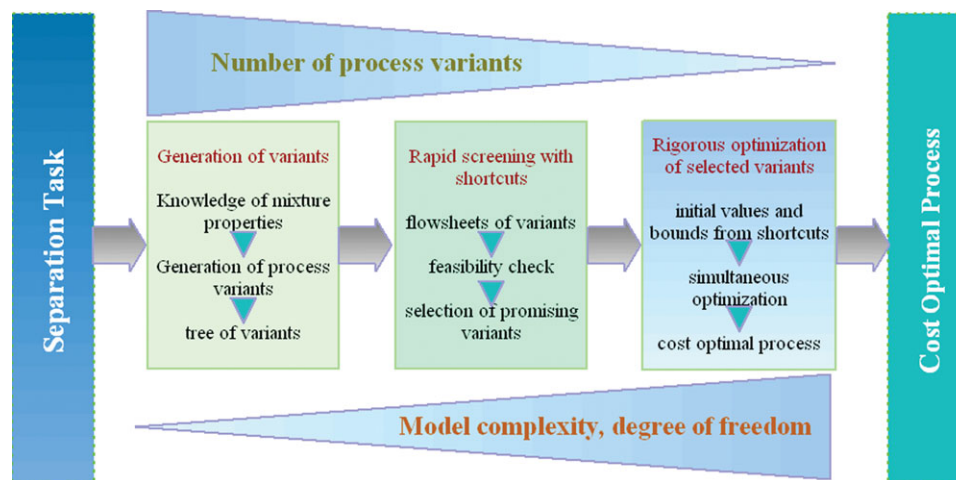 Separation Task
Number of process variants
Generation of variants
Knowledge of mixture
properties
Generation of process
variants
tree of variants
Rapid screening with
shortcuts
flowsheets of variants
feasibility check
selection of promising
variants
Rigorous optimization
of selected variants
initial values and
bounds from shortcuts
simultaneous
optimization
cost optimal process
Model complexity, degree of freedom
Cost Optimal Process